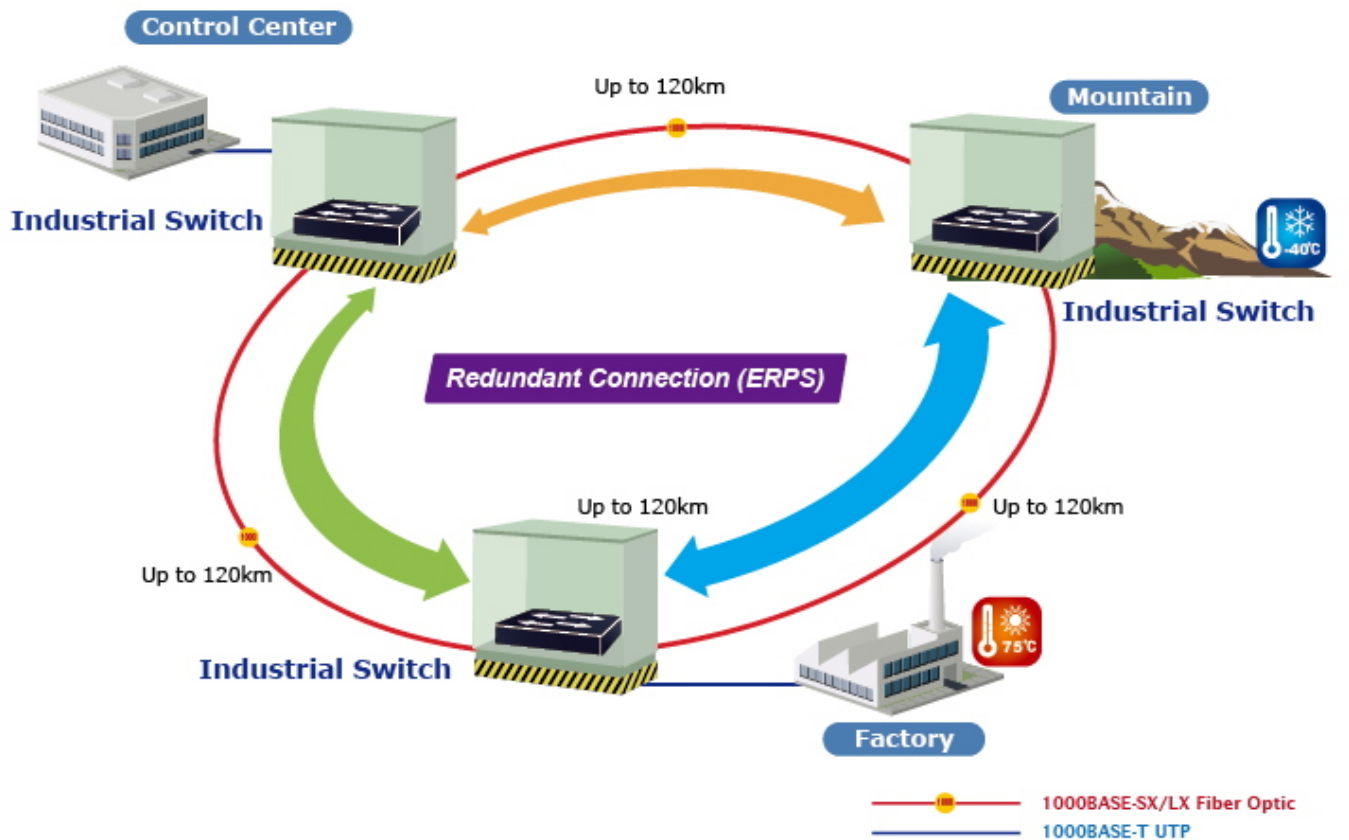 Control Center
Up to 120km
Mountain
Industrial Switch
-40℃
Industrial Switch
Redundant Connection (ERPS)
Up to 120km
Up to 120km
Up to 120km
75℃
Industrial Switch
Factory
1000BASE-SX/LX Fiber Optic
1000BASE-T UTP